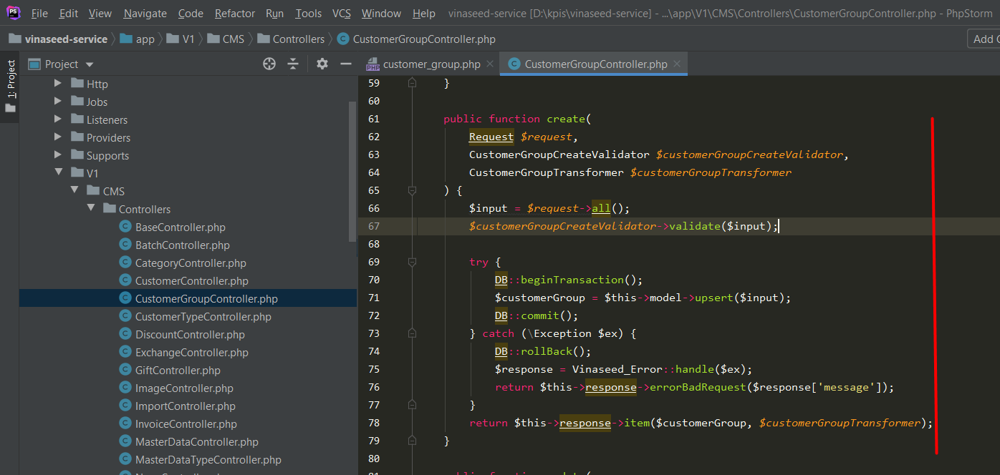 PS File Edit View Navigate Code Refactor Run Tools VCS Window Help vinaseed-service [D:\kpis\vinaseed-service] - ...\app\V1\CMS\Controllers\CustomerGroupController.php - PhpStorm
vinaseed-service app V1 CMS Controllers C CustomerGroupController.php Add
1: Project
Project
PHP customer_group.php C CustomerGroupController.php
Http
Jobs
Listeners
Providers
Supports
V1
CMS
Controllers
C BaseController.php
C BatchController.php
C CategoryController.php
C CustomerController.php
C CustomerGroupController.php
C CustomerTypeController.php
C DiscountController.php
C ExchangeController.php
C GiftController.php
C ImageController.php
C ImportController.php
C InvoiceController.php
C MasterDataController.php
C MasterDataTypeController.php
59 }
60
61 public function create(
62 Request $request,
63 CustomerGroupCreateValidator $customerGroupCreateValidator,
64 CustomerGroupTransformer $customerGroupTransformer
65 ) {
66 $input = $request->all();
67 $customerGroupCreateValidator->validate($input);
68
69 try {
70 DB::beginTransaction();
71 $customerGroup = $this->model->upsert($input);
72 DB::commit();
73 } catch (\Exception $ex) {
74 DB::rollBack();
75 $response = Vinaseed_Error::handle($ex);
76 return $this->response->errorBadRequest($response['message']);
77 }
78 return $this->response->item($customerGroup, $customerGroupTransformer);
79 }
80